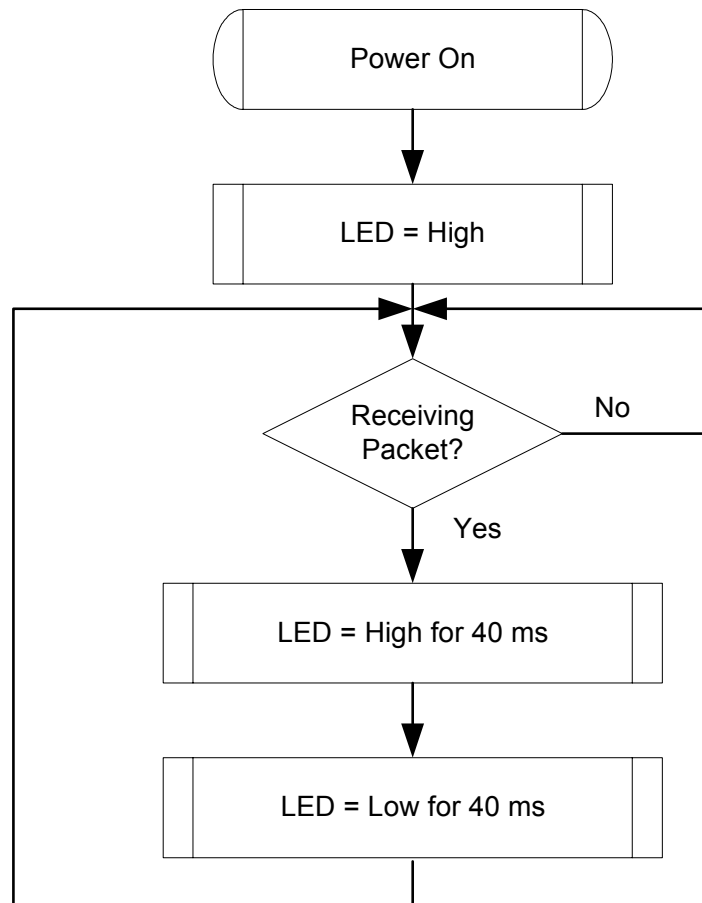 Power On
LED = High
Receiving
Packet?
No
Yes
LED = High for 40 ms
LED = Low for 40 ms